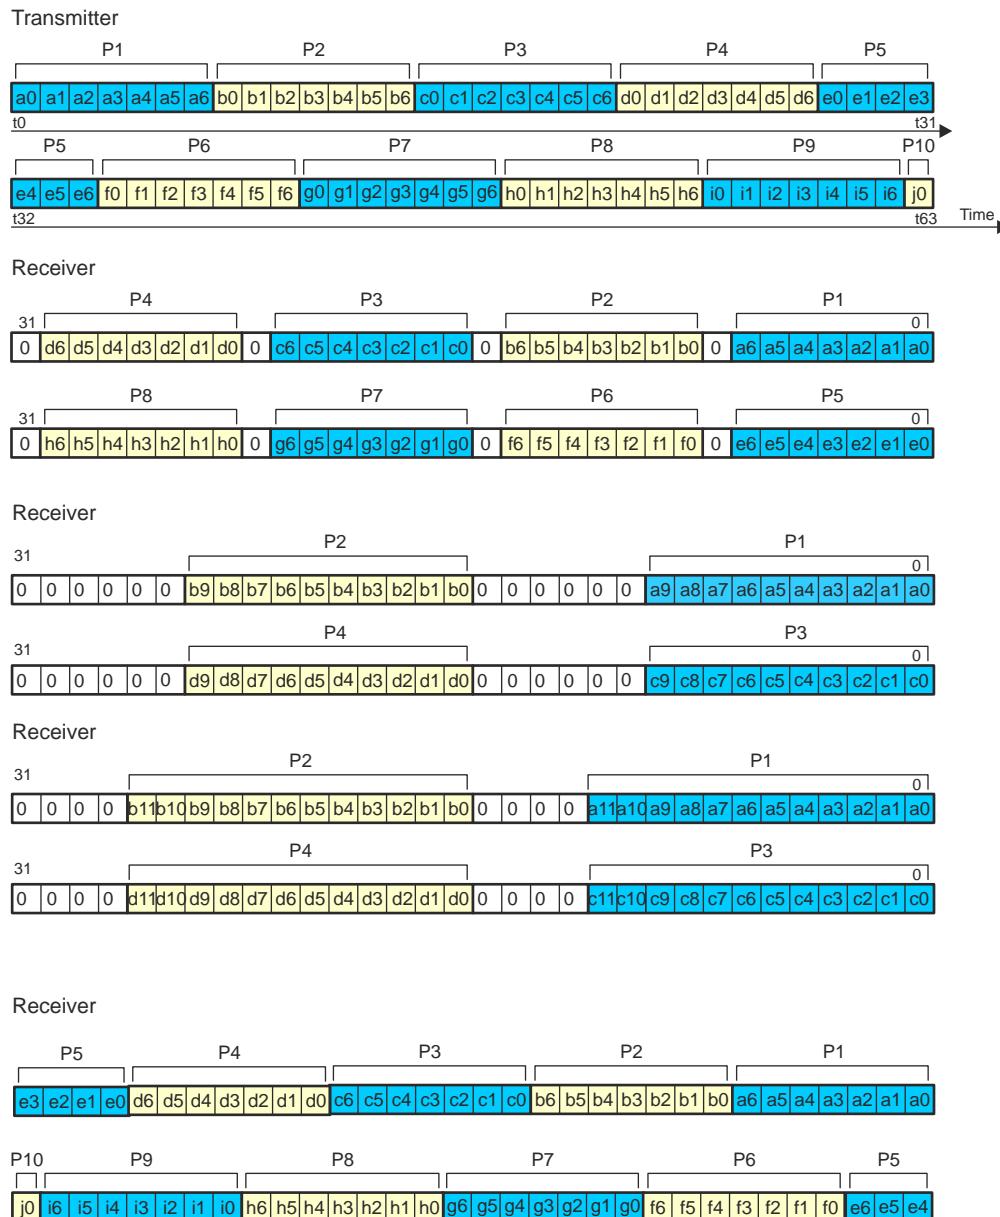 Transmitter
P1 P2 P3 P4 P5
a0 a1 a2 a3 a4 a5 a6 b0 b1 b2 b3 b4 b5 b6 c0 c1 c2 c3 c4 c5 c6 d0 d1 d2 d3 d4 d5 d6 e0 e1 e2 e3
t0 t31
P5 P6 P7 P8 P9 P10
e4 e5 e6 f0 f1 f2 f3 f4 f5 f6 g0 g1 g2 g3 g4 g5 g6 h0 h1 h2 h3 h4 h5 h6 i0 i1 i2 i3 i4 i5 i6 j0
t32 t63 Time
Receiver
P4 P3 P2 P1
31 0
0 d6 d5 d4 d3 d2 d1 d0 0 c6 c5 c4 c3 c2 c1 c0 0 b6 b5 b4 b3 b2 b1 b0 0 a6 a5 a4 a3 a2 a1 a0
P8 P7 P6 P5
31 0
0 h6 h5 h4 h3 h2 h1 h0 0 g6 g5 g4 g3 g2 g1 g0 0 f6 f5 f4 f3 f2 f1 f0 0 e6 e5 e4 e3 e2 e1 e0
Receiver
P2 P1
31 0
0 0 0 0 0 0 b9 b8 b7 b6 b5 b4 b3 b2 b1 b0 0 0 0 0 0 0 a9 a8 a7 a6 a5 a4 a3 a2 a1 a0
P4 P3
31 0
0 0 0 0 0 0 d9 d8 d7 d6 d5 d4 d3 d2 d1 d0 0 0 0 0 0 0 c9 c8 c7 c6 c5 c4 c3 c2 c1 c0
Receiver
P2 P1
31 0
0 0 0 0 b11 b10 b9 b8 b7 b6 b5 b4 b3 b2 b1 b0 0 0 0 0 a11 a10 a9 a8 a7 a6 a5 a4 a3 a2 a1 a0
P4 P3
31 0
0 0 0 0 d11 d10 d9 d8 d7 d6 d5 d4 d3 d2 d1 d0 0 0 0 0 c11 c10 c9 c8 c7 c6 c5 c4 c3 c2 c1 c0
Receiver
P5 P4 P3 P2 P1
e3 e2 e1 e0 d6 d5 d4 d3 d2 d1 d0 c6 c5 c4 c3 c2 c1 c0 b6 b5 b4 b3 b2 b1 b0 a6 a5 a4 a3 a2 a1 a0
P10 P9 P8 P7 P6 P5
j0 i6 i5 i4 i3 i2 i1 i0 h6 h5 h4 h3 h2 h1 h0 g6 g5 g4 g3 g2 g1 g0 f6 f5 f4 f3 f2 f1 f0 e6 e5 e4